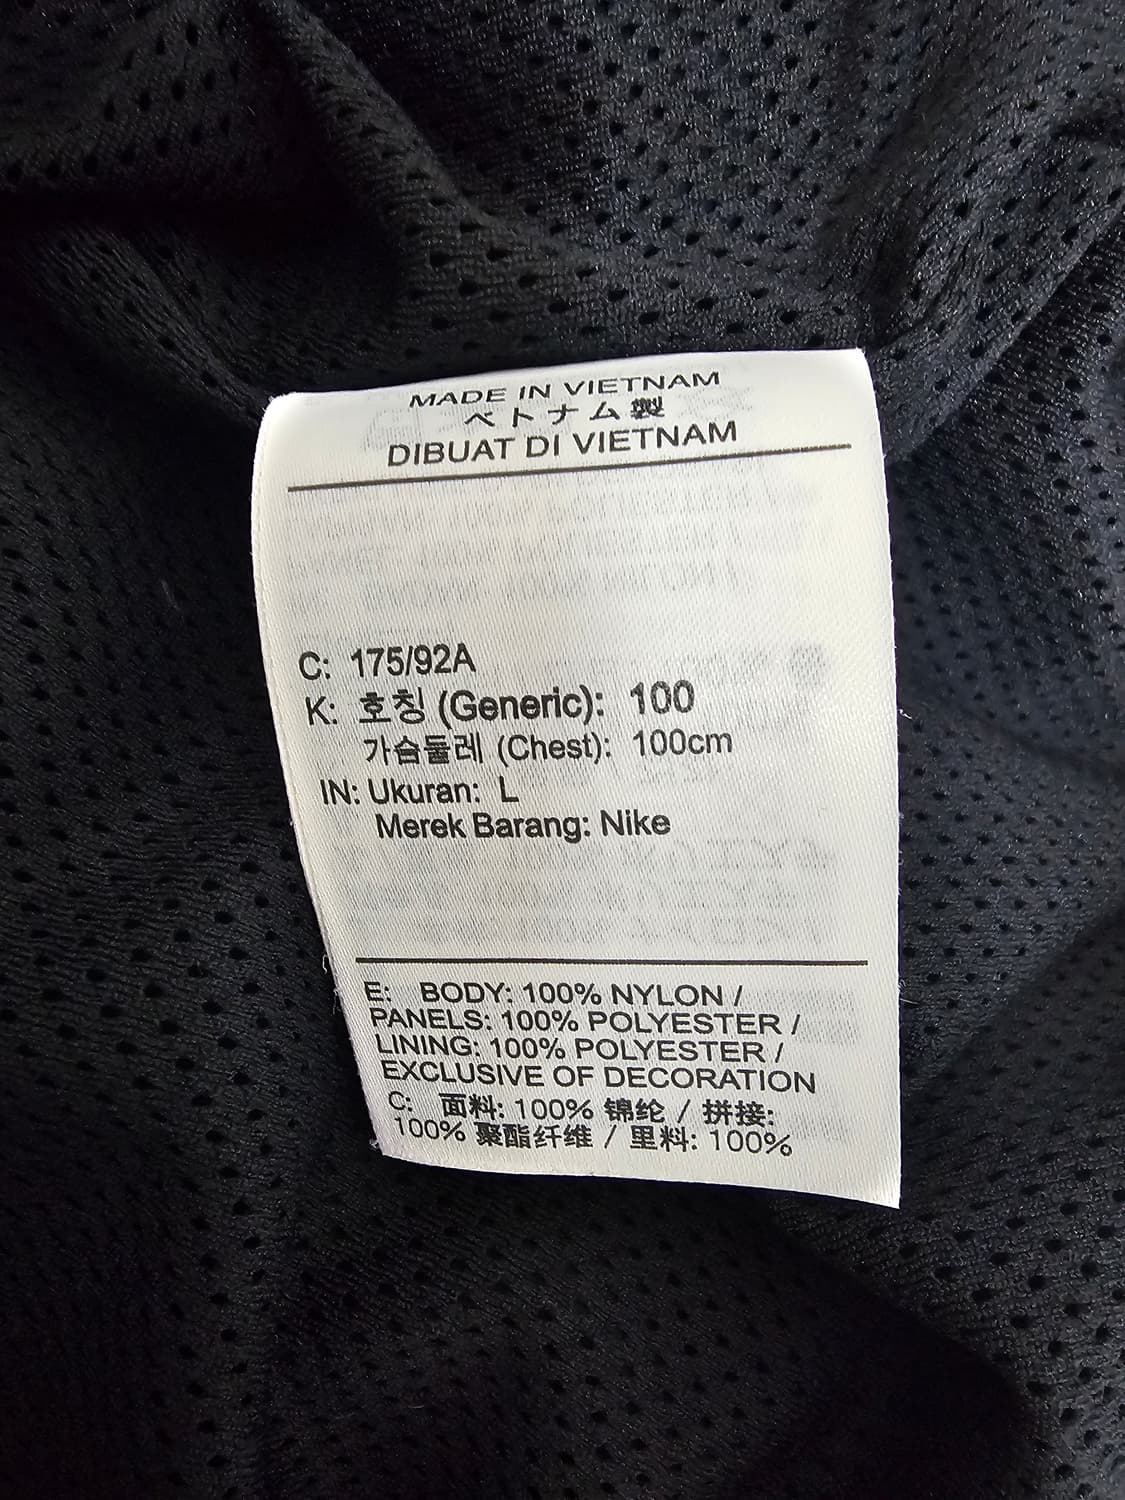 MADE IN VIETNAM
ベトナム製
DIBUAT DI VIETNAM
C: 175/92A
K: 호칭 (Generic): 100
가슴둘레 (Chest): 100cm
IN: Ukuran: L
Merek Barang: Nike
E: BODY: 100% NYLON /
PANELS: 100% POLYESTER /
LINING: 100% POLYESTER /
EXCLUSIVE OF DECORATION
C: 面料: 100% 锦纶 / 拼接:
100% 聚酯纤维 / 里料: 100%